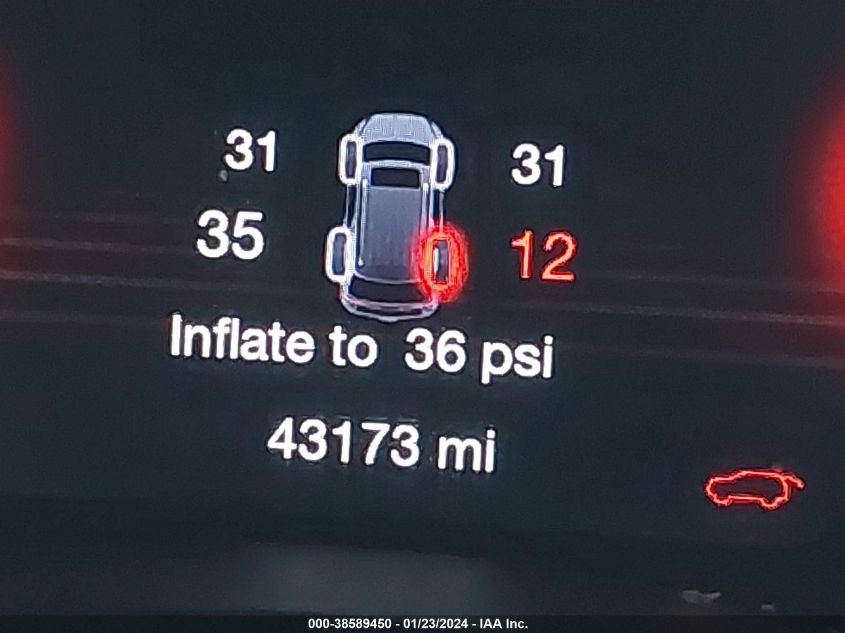 31 31
35 12
Inflate to 36 psi
43173 mi
000-38589450 - 01/23/2024 - IAA Inc.